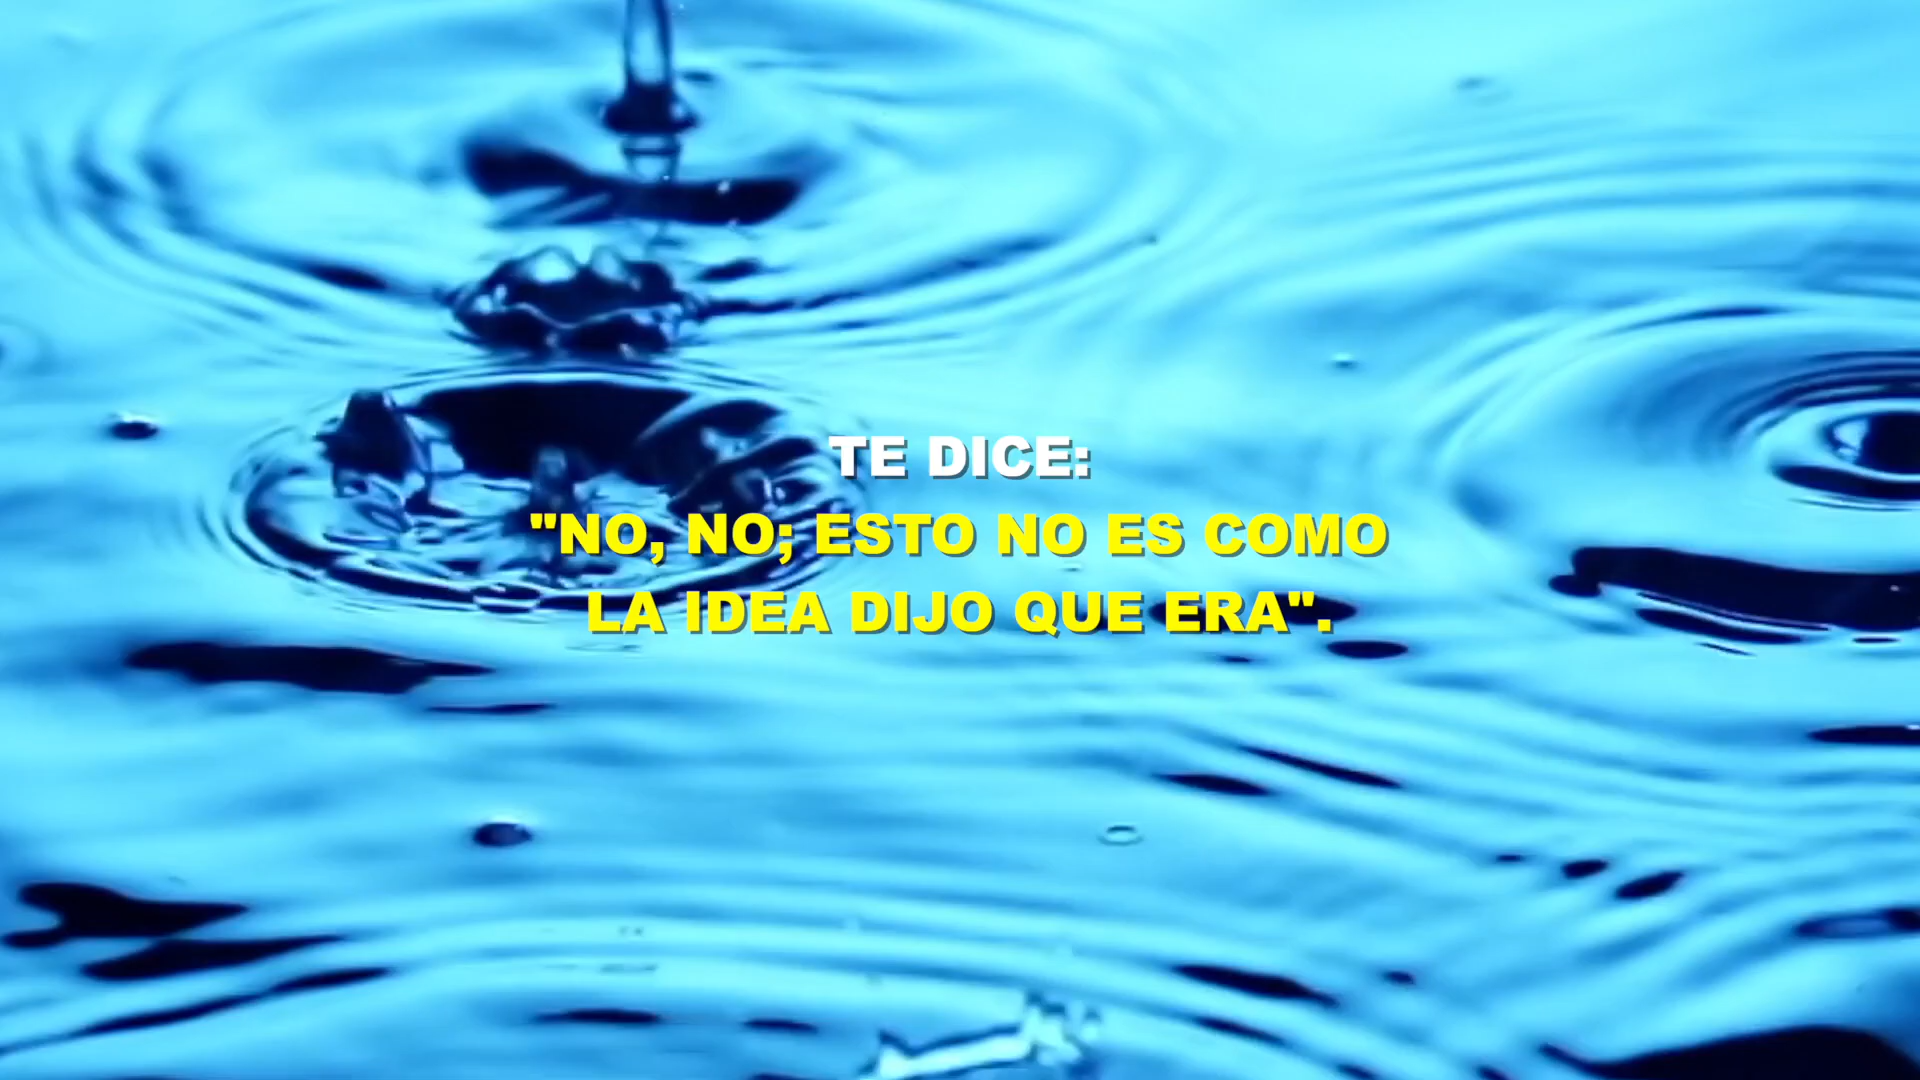 TE DICE:
"NO, NO; ESTO NO ES COMO
LA IDEA DIJO QUE ERA".